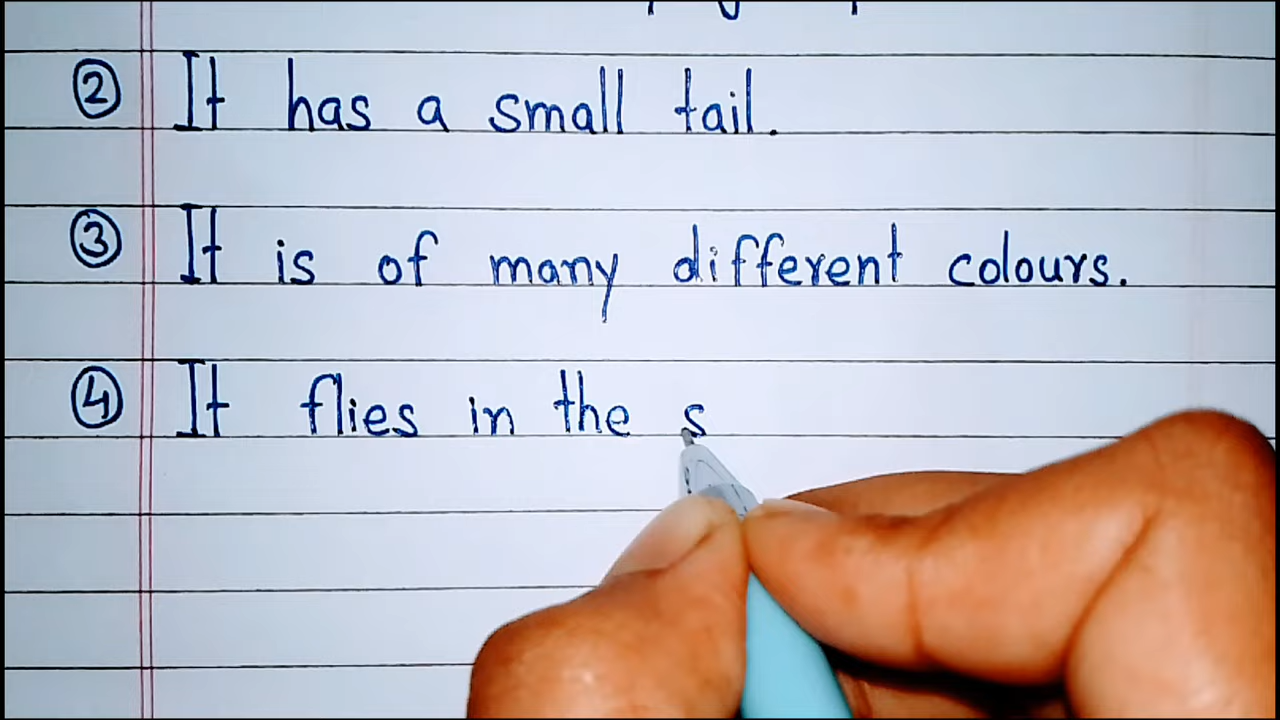 ② It has a small tail.
③ It is of many different colours.
④ It flies in the s